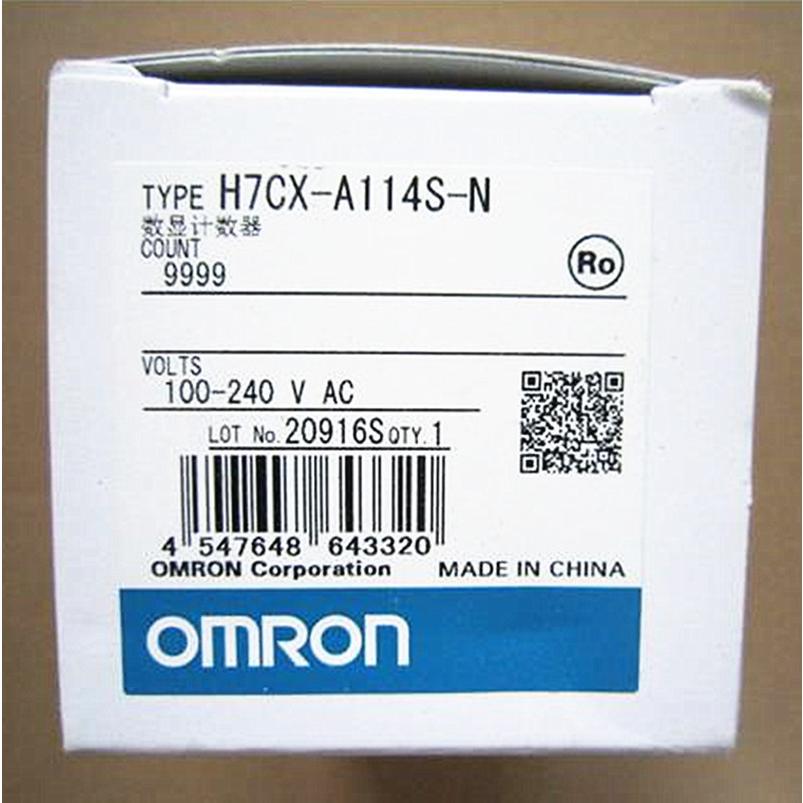 TYPE H7CX-A114S-N
数显计数器
COUNT
9999
Ro
VOLTS
100-240 V AC
LOT No. 20916S QTY. 1
4 547648 643320
OMRON Corporation MADE IN CHINA
OMRON